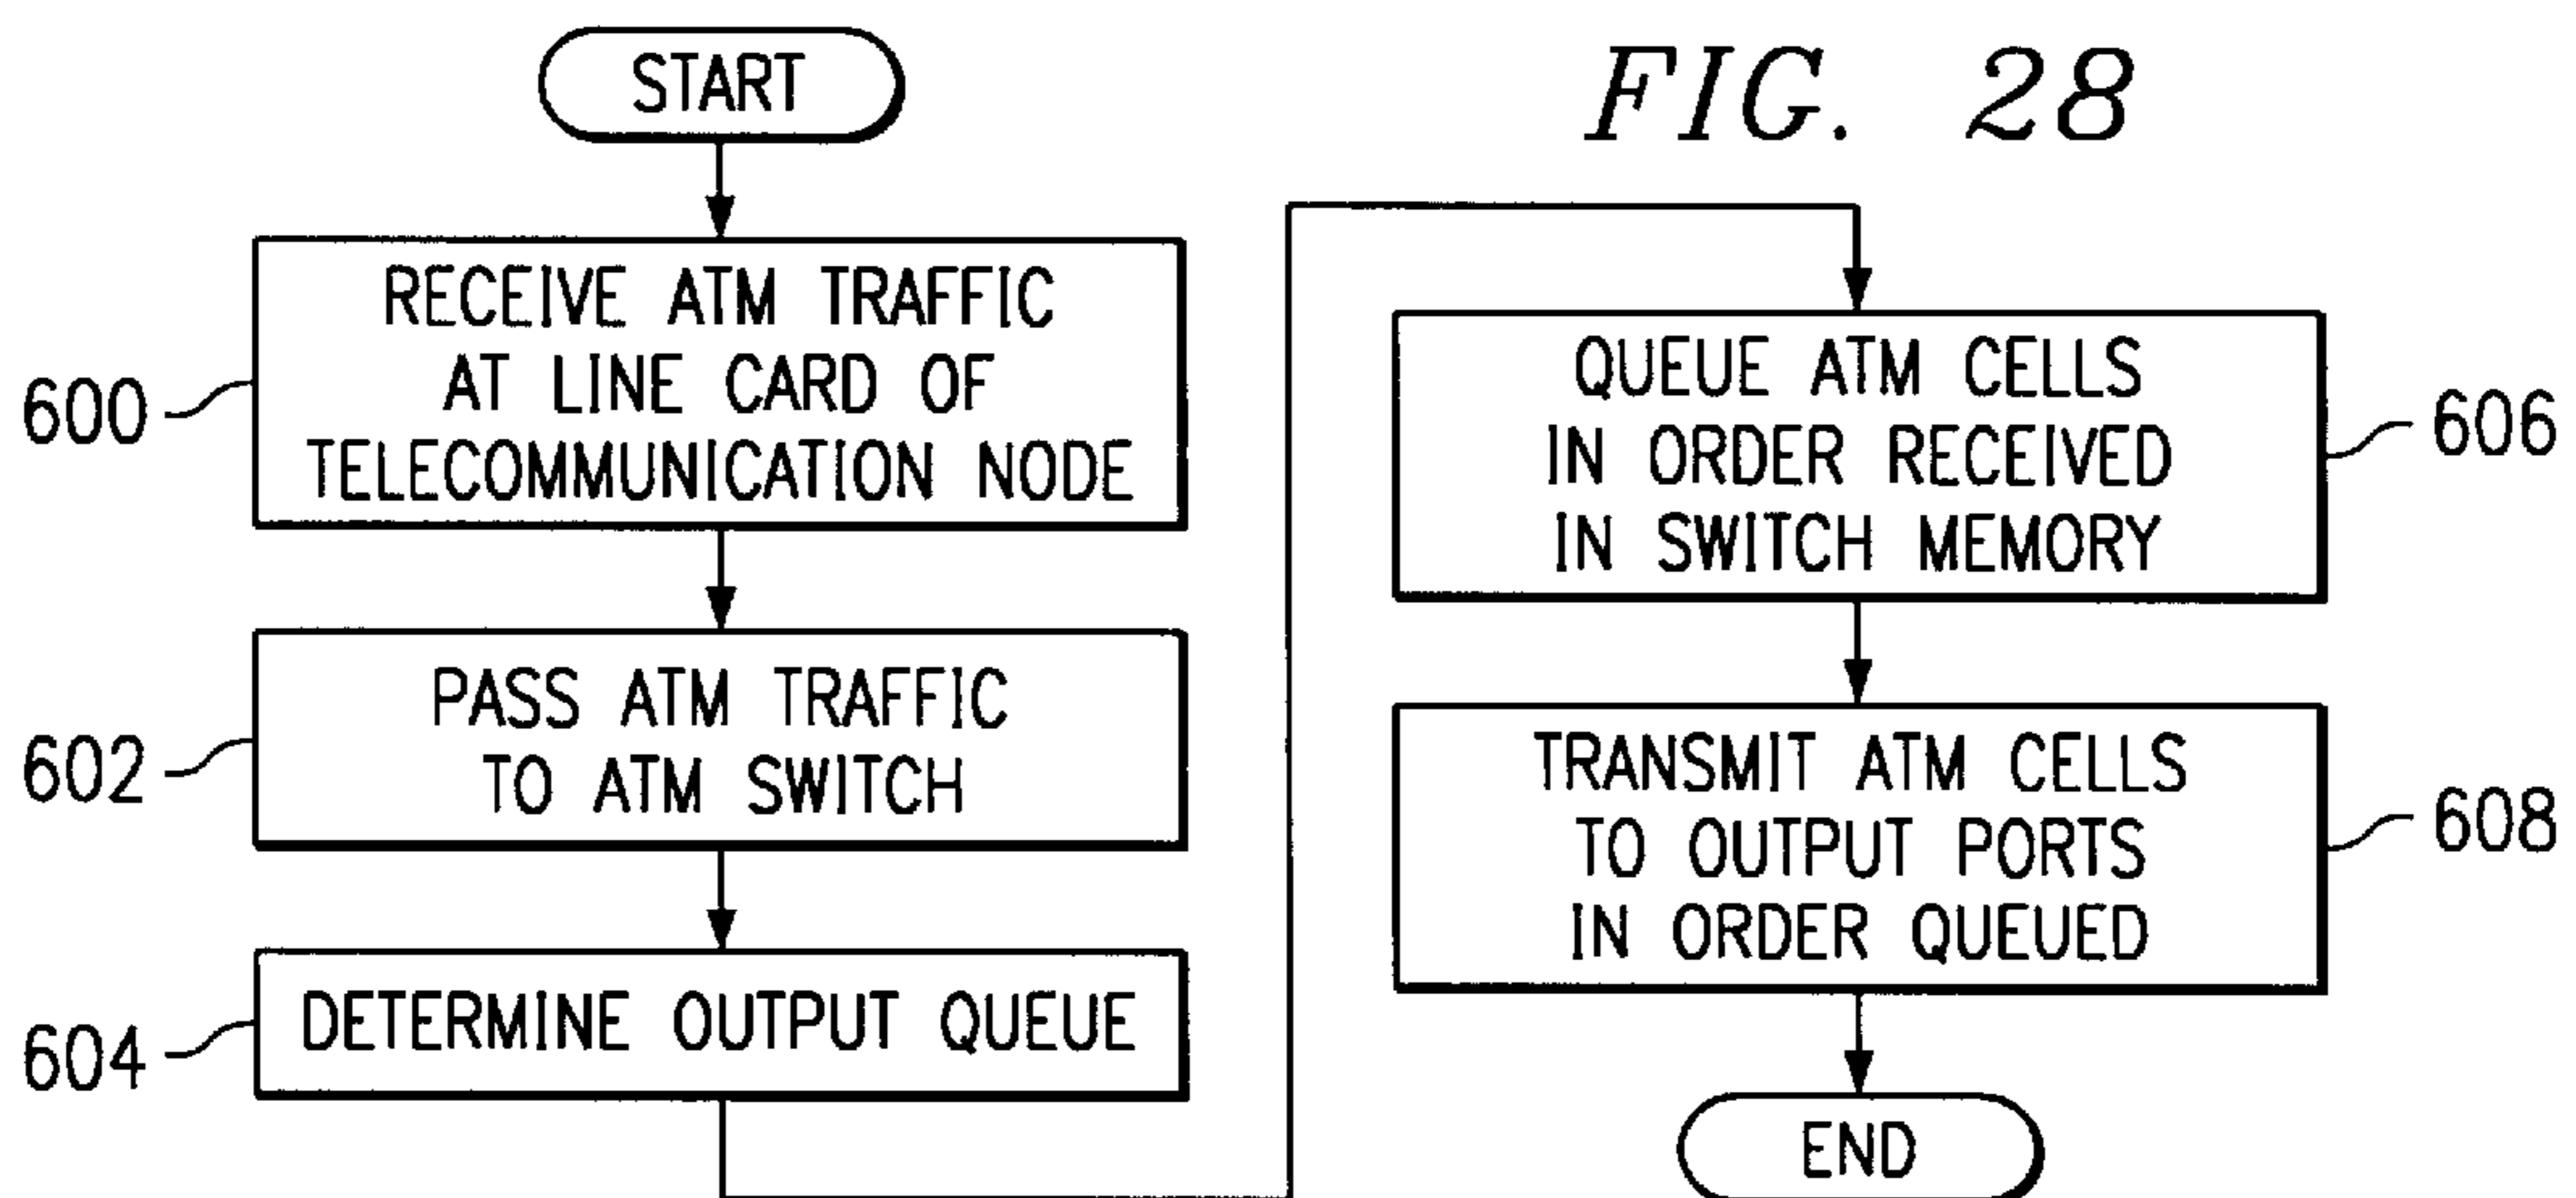 FIG. 28
START
600
RECEIVE ATM TRAFFIC
AT LINE CARD OF
TELECOMMUNICATION NODE
602
PASS ATM TRAFFIC
TO ATM SWITCH
604
DETERMINE OUTPUT QUEUE
606
QUEUE ATM CELLS
IN ORDER RECEIVED
IN SWITCH MEMORY
608
TRANSMIT ATM CELLS
TO OUTPUT PORTS
IN ORDER QUEUED
END